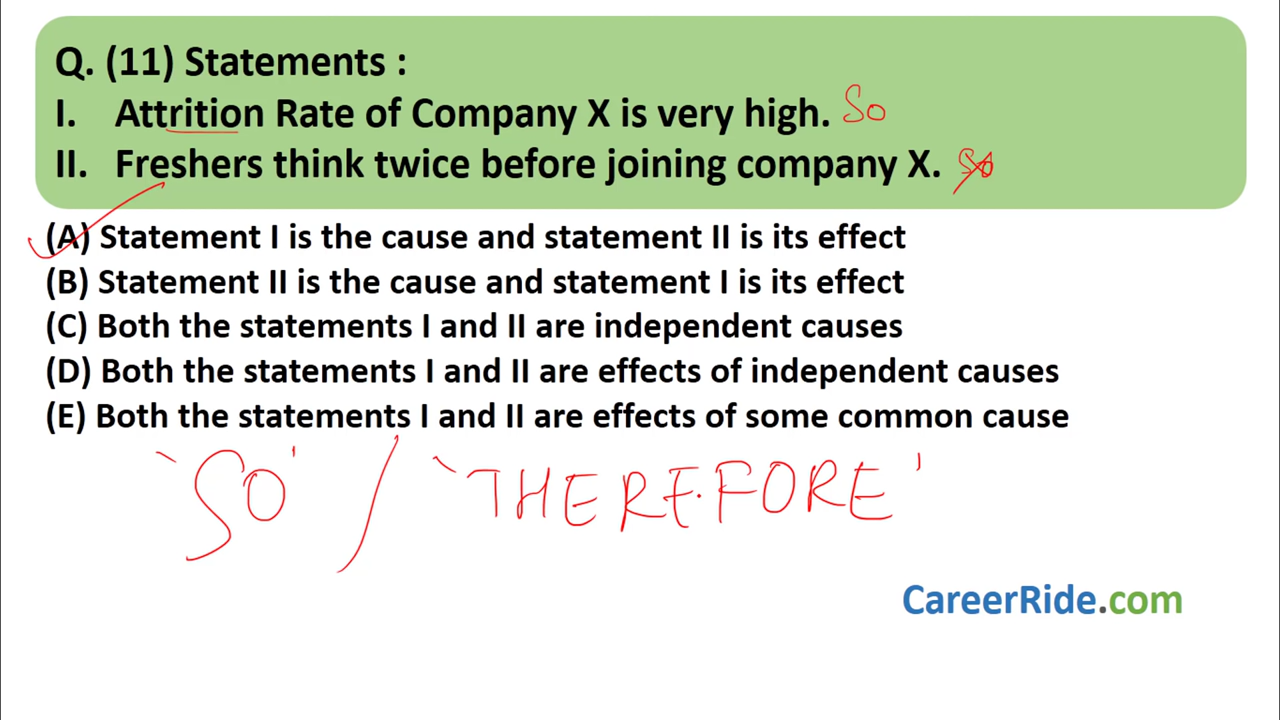 Q. (11) Statements :
I. Attrition Rate of Company X is very high. So
II. Freshers think twice before joining company X. So
(A) Statement I is the cause and statement II is its effect
(B) Statement II is the cause and statement I is its effect
(C) Both the statements I and II are independent causes
(D) Both the statements I and II are effects of independent causes
(E) Both the statements I and II are effects of some common cause
'SO' / 'THEREFORE'
CareerRide.com